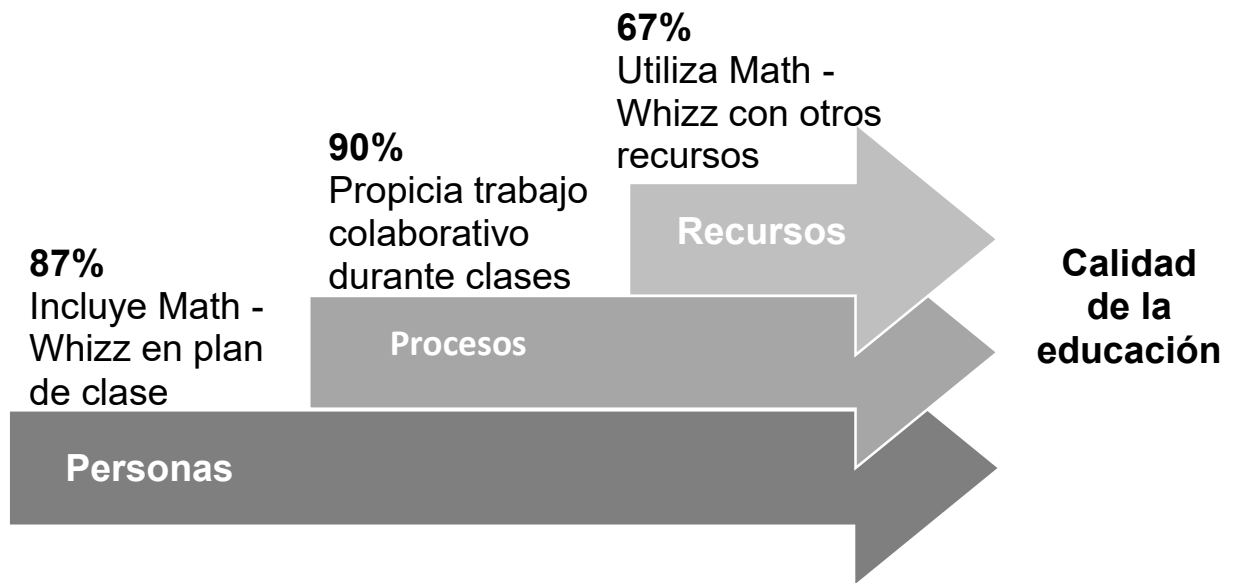 67%
Utiliza Math -
Whizz con otros
recursos
90%
Propicia trabajo
colaborativo
durante clases
87%
Incluye Math -
Whizz en plan
de clase
Recursos
Procesos
Personas
Calidad
de la
educación